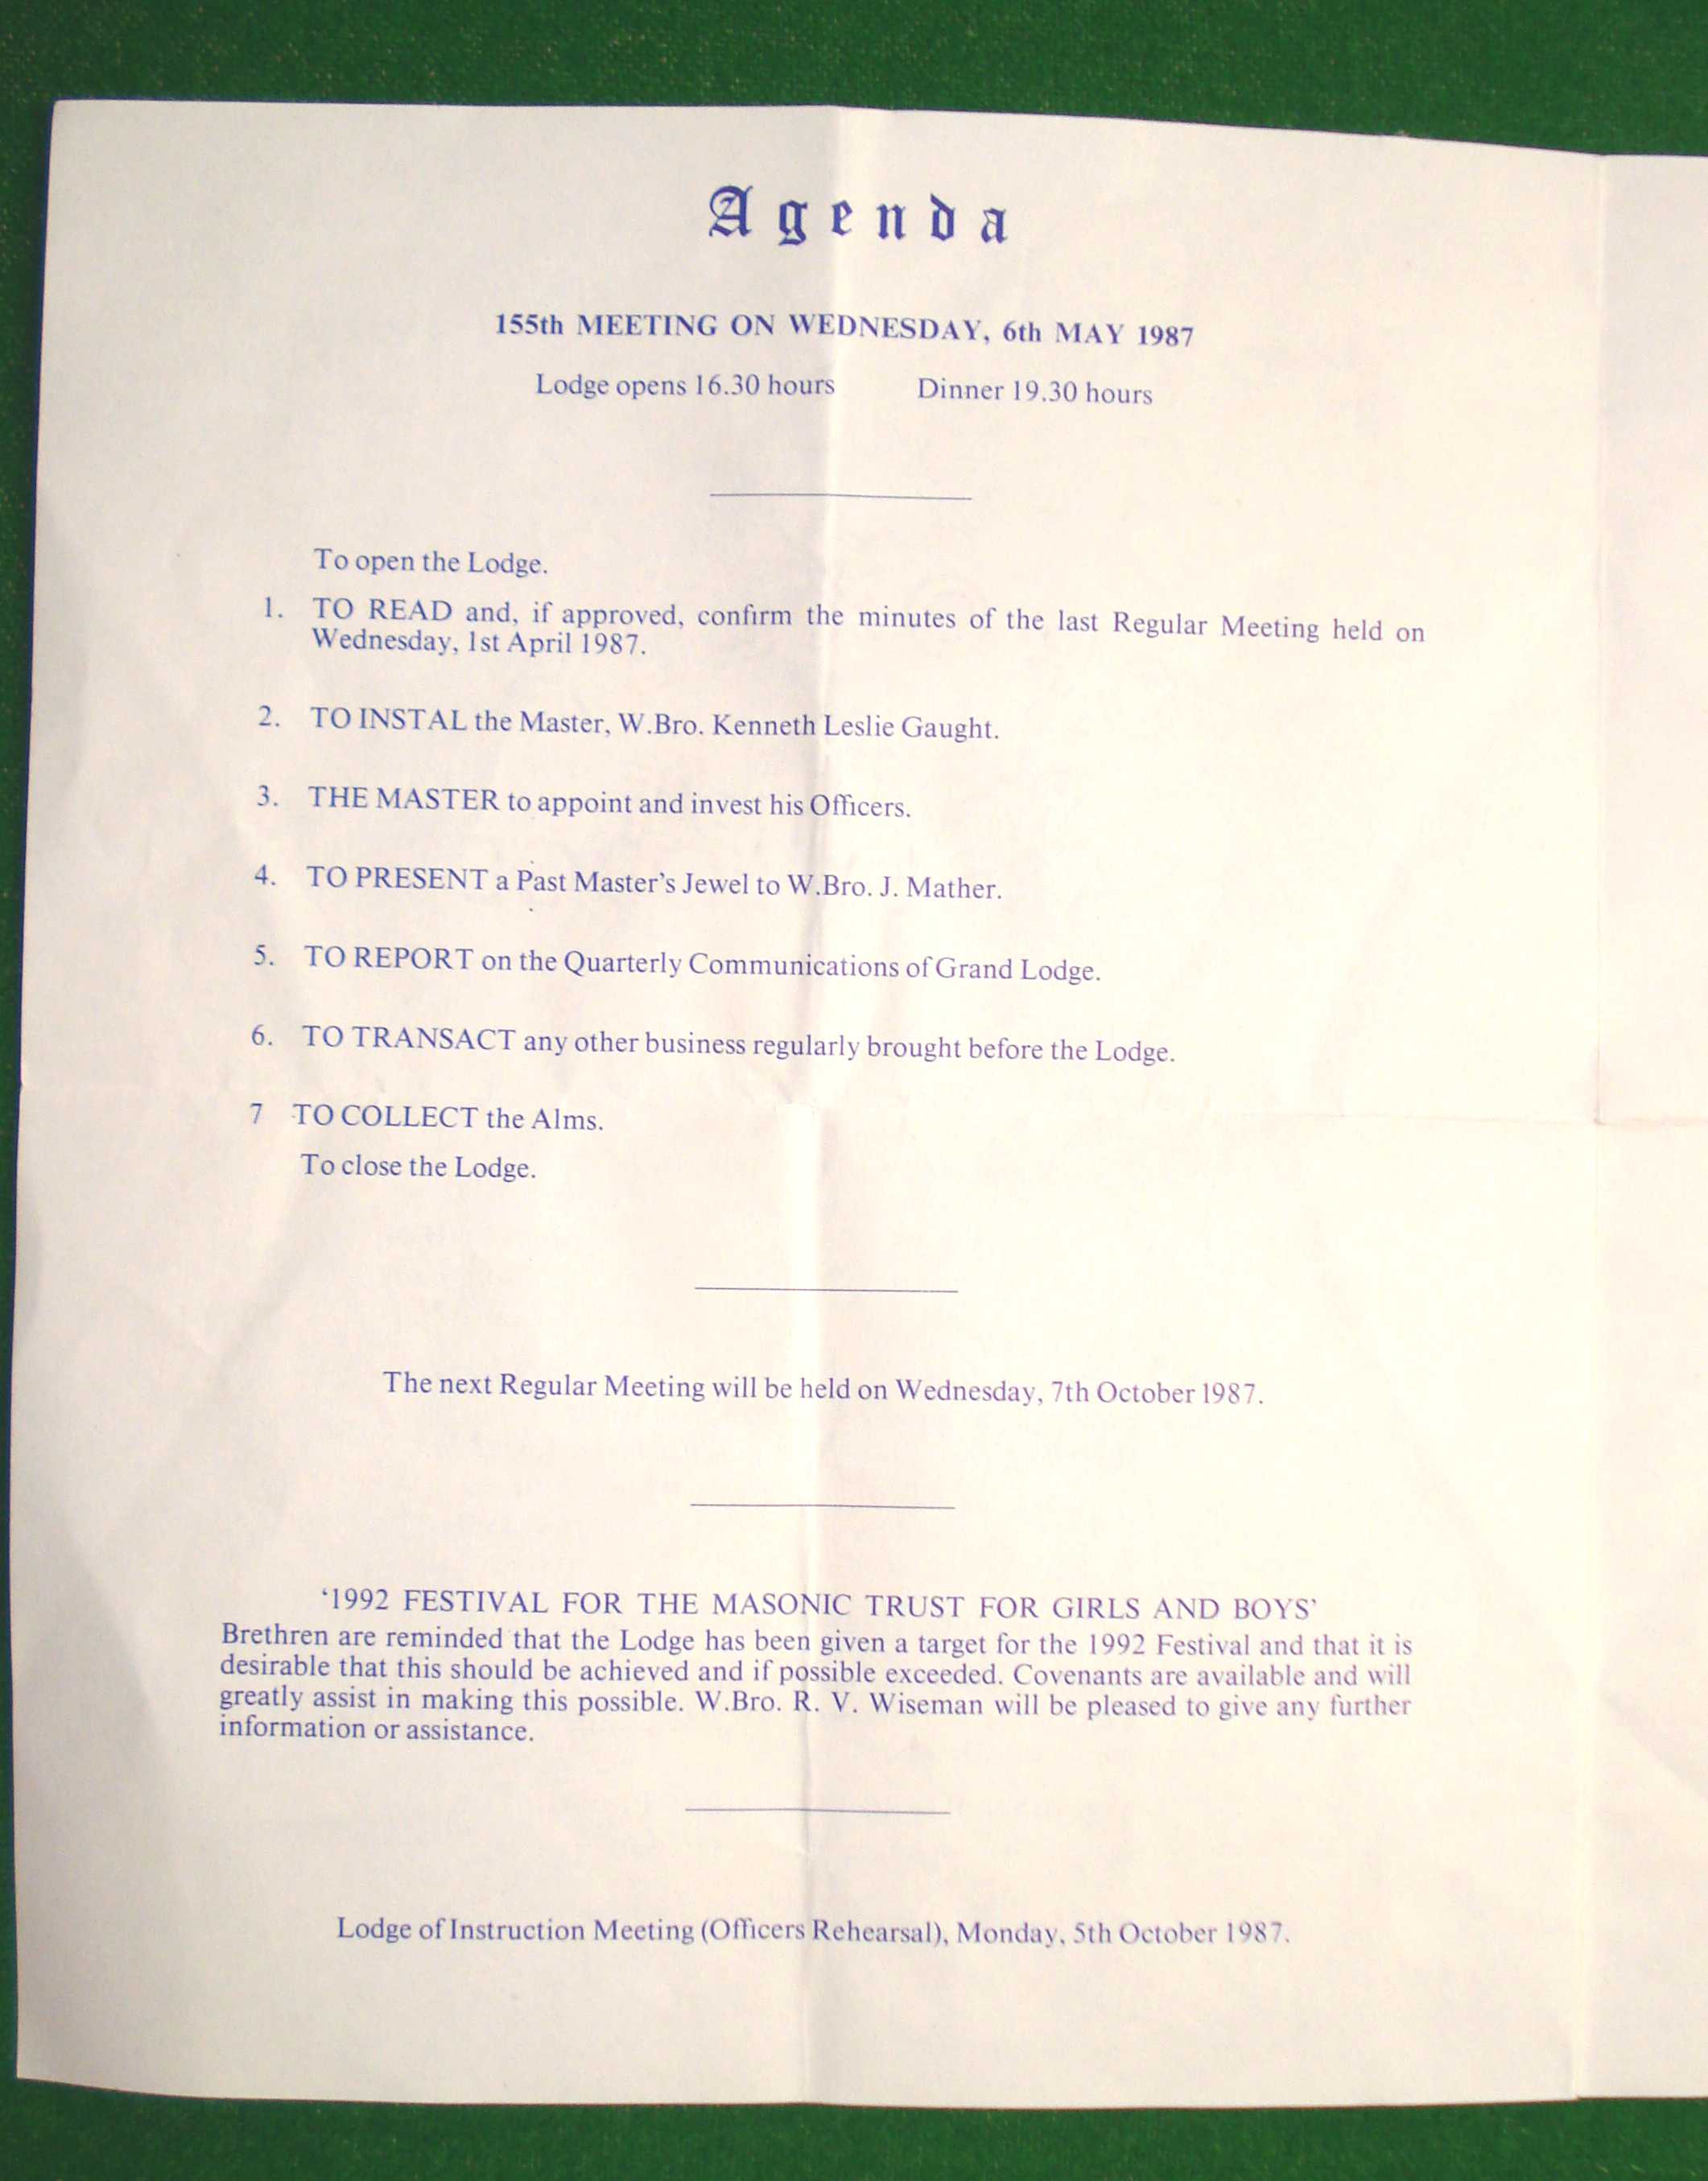 Agenda
155th MEETING ON WEDNESDAY, 6th MAY 1987
Lodge opens 16.30 hours Dinner 19.30 hours
To open the Lodge.
1. TO READ and, if approved, confirm the minutes of the last Regular Meeting held on
Wednesday, 1st April 1987.
2. TO INSTAL the Master, W.Bro. Kenneth Leslie Gaught.
3. THE MASTER to appoint and invest his Officers.
4. TO PRESENT a Past Master's Jewel to W.Bro. J. Mather.
5. TO REPORT on the Quarterly Communications of Grand Lodge.
6. TO TRANSACT any other business regularly brought before the Lodge.
7 TO COLLECT the Alms.
To close the Lodge.
The next Regular Meeting will be held on Wednesday, 7th October 1987.
‘1992 FESTIVAL FOR THE MASONIC TRUST FOR GIRLS AND BOYS’
Brethren are reminded that the Lodge has been given a target for the 1992 Festival and that it is
desirable that this should be achieved and if possible exceeded. Covenants are available and will
greatly assist in making this possible. W.Bro. R. V. Wiseman will be pleased to give any further
information or assistance.
Lodge of Instruction Meeting (Officers Rehearsal), Monday, 5th October 1987.